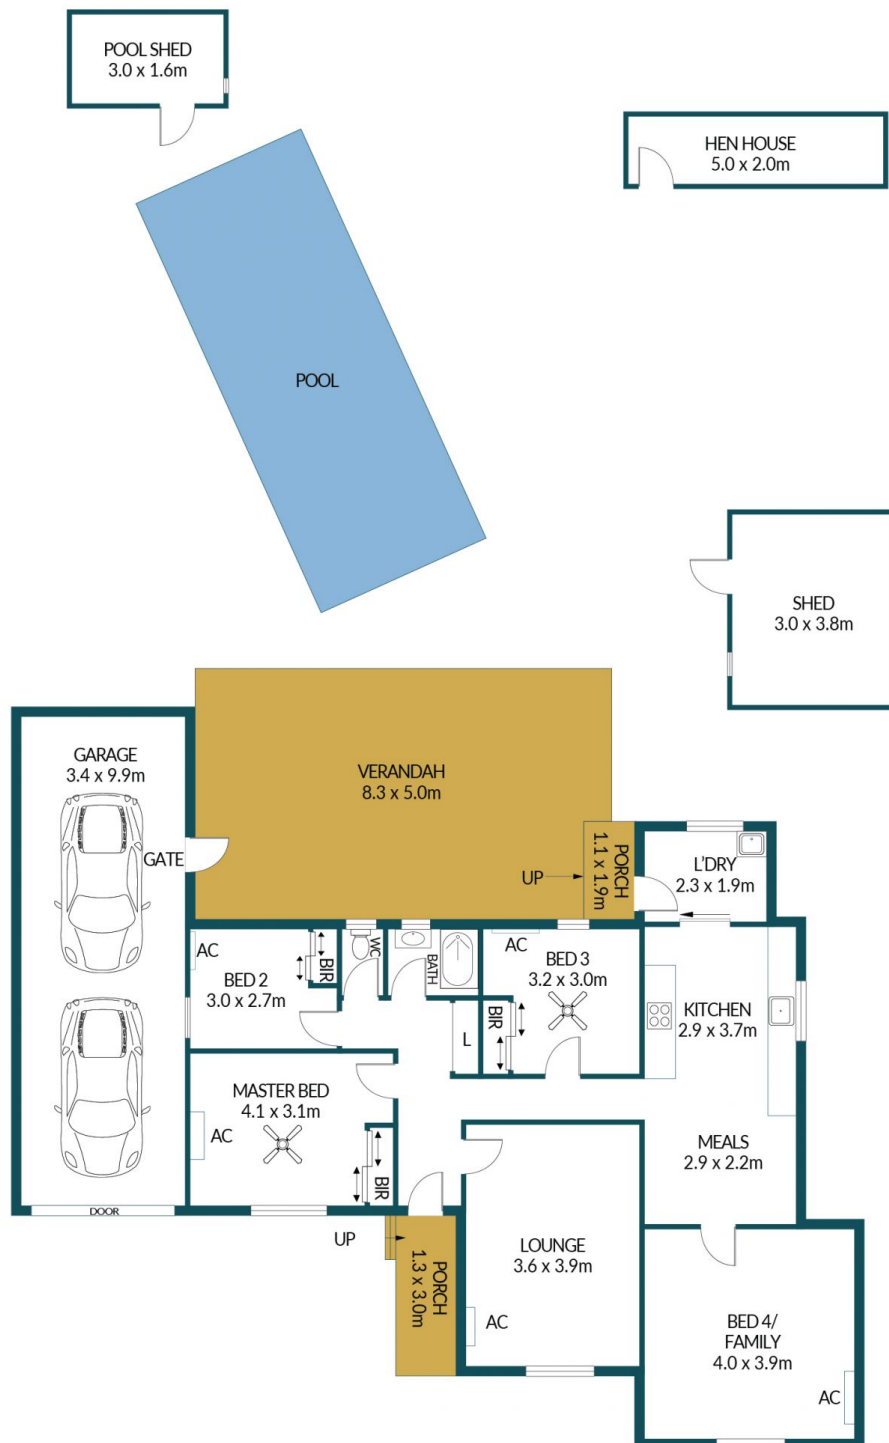 POOL SHED
3.0 x 1.6m
HEN HOUSE
5.0 x 2.0m
POOL
SHED
3.0 x 3.8m
GARAGE
3.4 x 9.9m
VERANDAH
8.3 x 5.0m
GATE
UP
PORCH
1.1 x 1.9m
L'DRY
2.3 x 1.9m
AC
BED 2
3.0 x 2.7m
BIR
WC
BATH
AC
BED 3
3.2 x 3.0m
BIR
L
KITCHEN
2.9 x 3.7m
MASTER BED
4.1 x 3.1m
AC
BIR
MEALS
2.9 x 2.2m
DOOR
UP
PORCH
1.3 x 3.0m
LOUNGE
3.6 x 3.9m
AC
BED 4/
FAMILY
4.0 x 3.9m
AC